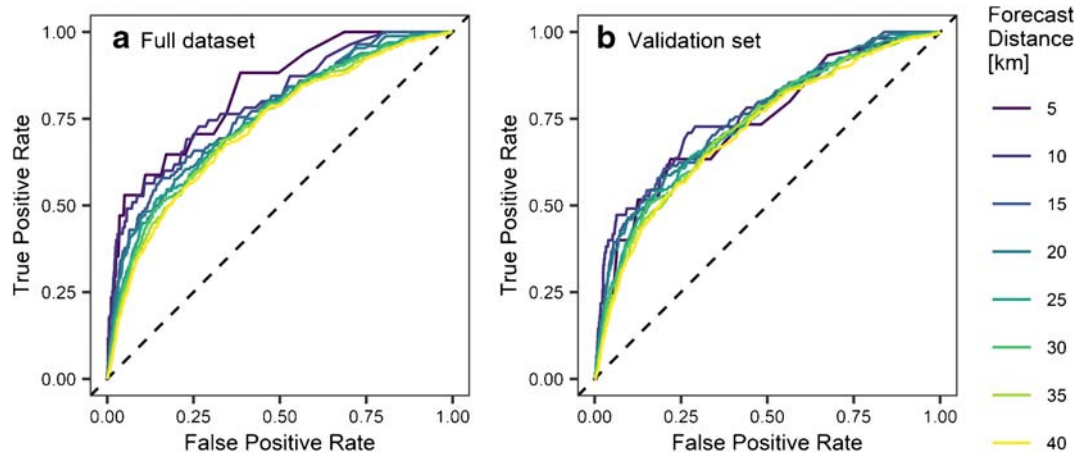 a Full dataset
True Positive Rate
1.00
0.75
0.50
0.25
0.00
0.00 0.25 0.50 0.75 1.00
False Positive Rate
b Validation set
True Positive Rate
1.00
0.75
0.50
0.25
0.00
0.00 0.25 0.50 0.75 1.00
False Positive Rate
Forecast
Distance
[km]
5
10
15
20
25
30
35
40